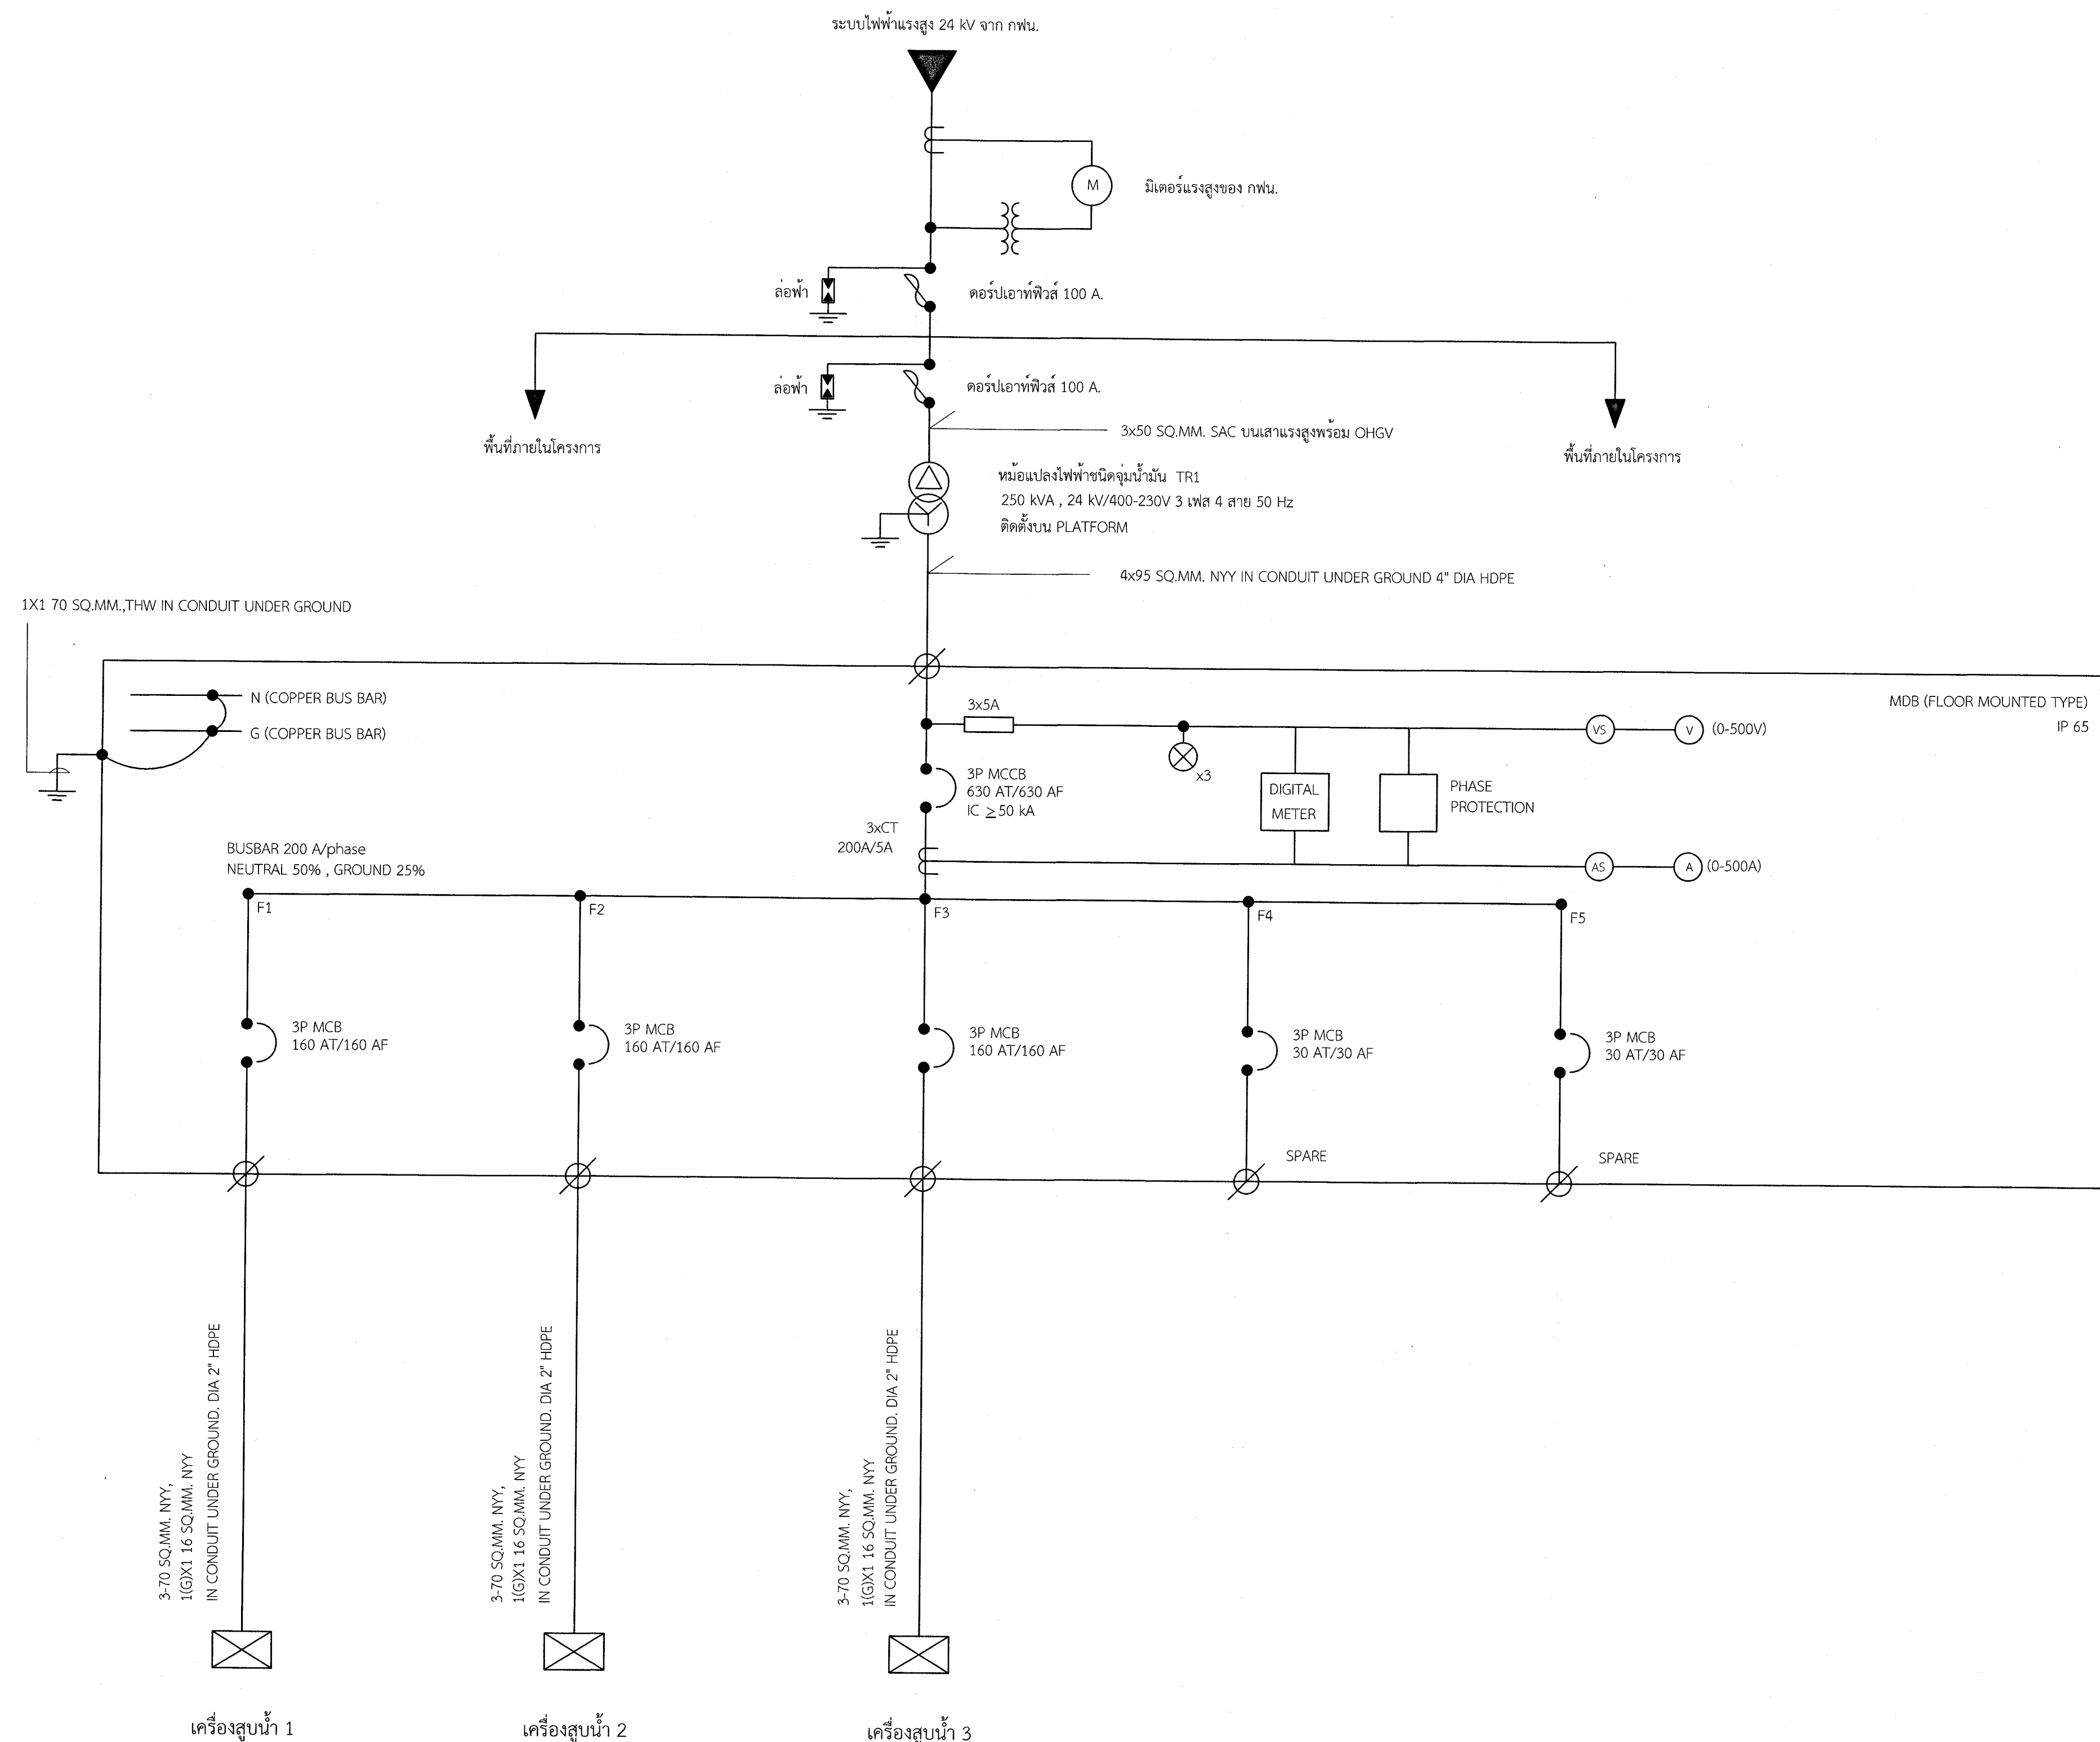 ระบบไฟฟ้าแรงสูง 24 kV จาก กฟน.
M
มิเตอร์แรงสูงของ กฟน.
ล่อฟ้า
ดอร์ปเอาท์ฟิวส์ 100 A.
ล่อฟ้า
ดอร์ปเอาท์ฟิวส์ 100 A.
พื้นที่ภายในโครงการ
พื้นที่ภายในโครงการ
3x50 SQ.MM. SAC บนเสาแรงสูงพร้อม OHGV
หม้อแปลงไฟฟ้าชนิดจุ่มน้ำมัน TR1
250 kVA , 24 kV/400-230V 3 เฟส 4 สาย 50 Hz
ติดตั้งบน PLATFORM
4x95 SQ.MM. NYY IN CONDUIT UNDER GROUND 4" DIA HDPE
1X1 70 SQ.MM.,THW IN CONDUIT UNDER GROUND
N (COPPER BUS BAR)
G (COPPER BUS BAR)
MDB (FLOOR MOUNTED TYPE)
IP 65
3x5A
x3
VS
V
(0-500V)
3P MCCB
630 AT/630 AF
IC ≥ 50 kA
DIGITAL
METER
PHASE
PROTECTION
3xCT
200A/5A
AS
A
(0-500A)
BUSBAR 200 A/phase
NEUTRAL 50% , GROUND 25%
F1
F2
F3
F4
F5
3P MCB
160 AT/160 AF
3P MCB
160 AT/160 AF
3P MCB
160 AT/160 AF
3P MCB
30 AT/30 AF
3P MCB
30 AT/30 AF
SPARE
SPARE
3-70 SQ.MM. NYY,
1(G)X1 16 SQ.MM. NYY
IN CONDUIT UNDER GROUND. DIA 2" HDPE
3-70 SQ.MM. NYY,
1(G)X1 16 SQ.MM. NYY
IN CONDUIT UNDER GROUND. DIA 2" HDPE
3-70 SQ.MM. NYY,
1(G)X1 16 SQ.MM. NYY
IN CONDUIT UNDER GROUND. DIA 2" HDPE
เครื่องสูบน้ำ 1
เครื่องสูบน้ำ 2
เครื่องสูบน้ำ 3